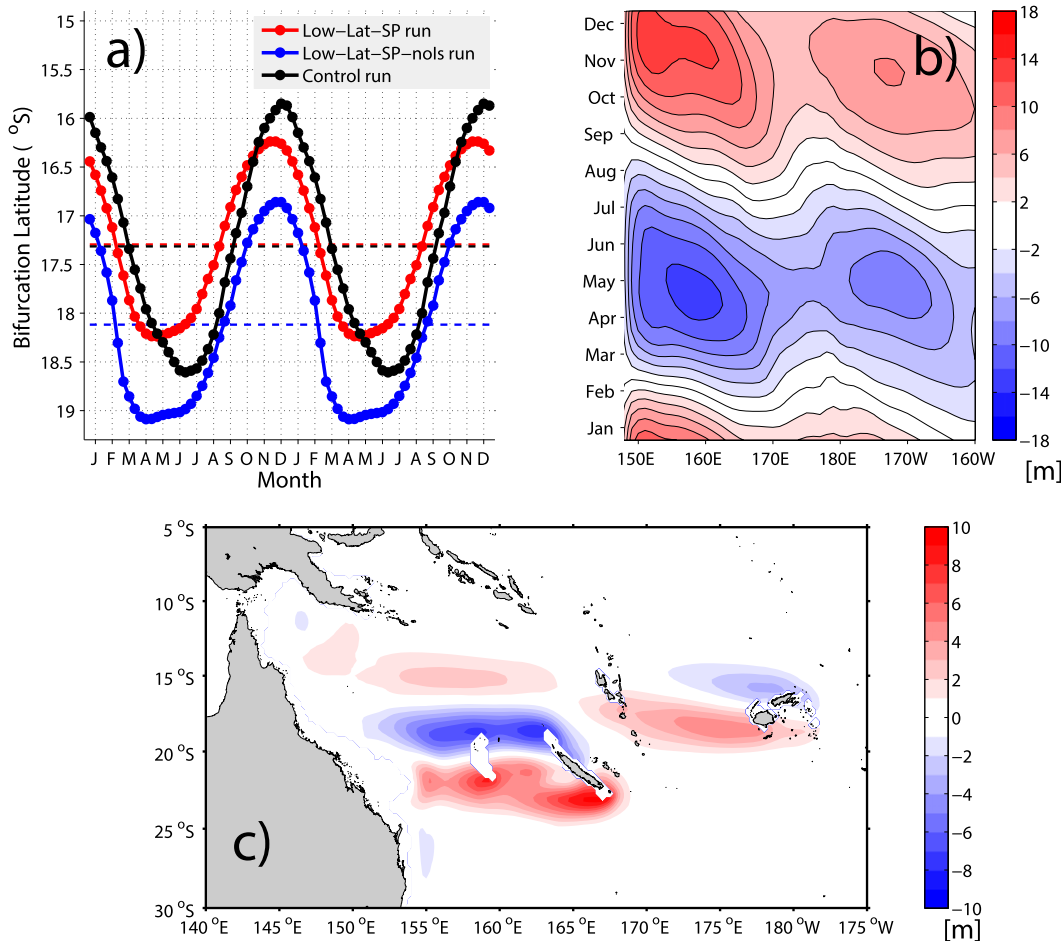 a)
Low−Lat−SP run
Low−Lat−SP−noIs run
Control run
Bifurcation Latitude ( °S)
15
15.5
16
16.5
17
17.5
18
18.5
19
J F M A M J J A S O N D J F M A M J J A S O N D
Month
b)
Dec
Nov
Oct
Sep
Aug
Jul
Jun
May
Apr
Mar
Feb
Jan
150E 160E 170E 180E 170W 160W
18
14
10
6
2
−2
−6
−10
−14
−18
[m]
c)
5 °S
10 °S
15 °S
20 °S
25 °S
30 °S
140 °E 145 °E 150 °E 155 °E 160 °E 165 °E 170 °E 175 °E 180 °W 175 °W
10
8
6
4
2
0
−2
−4
−6
−8
−10
[m]